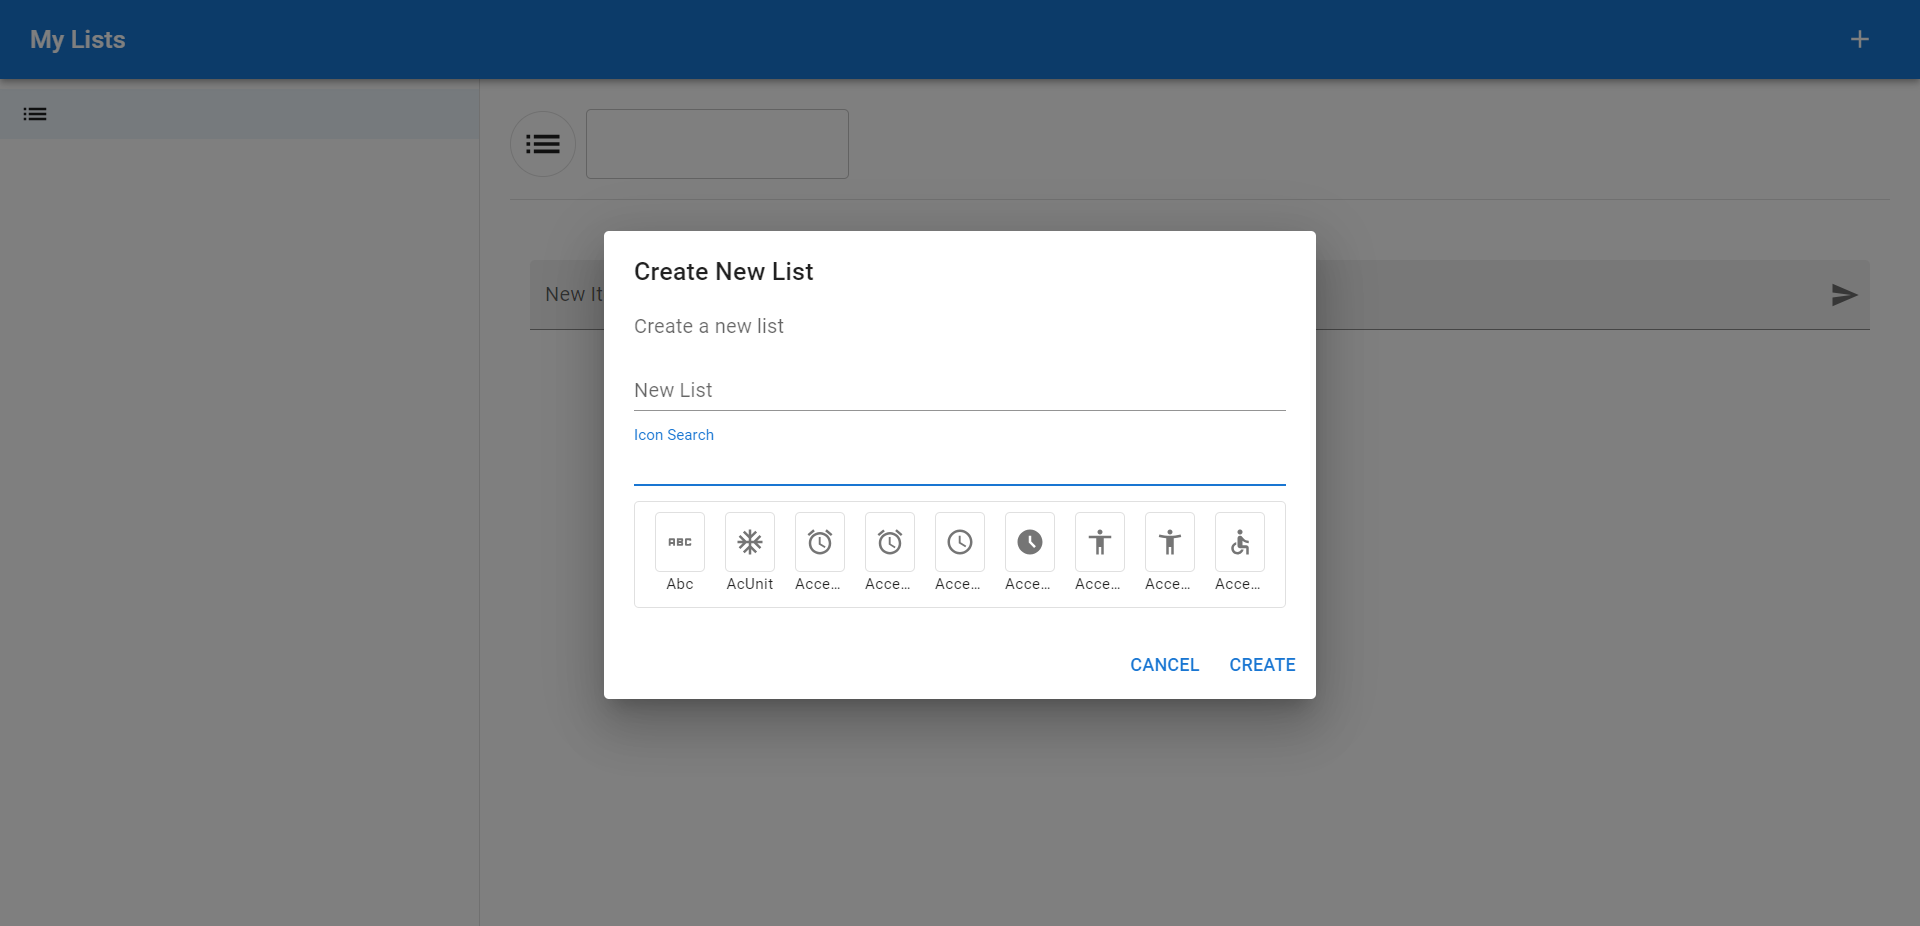 My Lists
New It
Create New List
Create a new list
New List
Icon Search
ABC
Abc AcUnit Acce... Acce... Acce... Acce... Acce... Acce... Acce...
CANCEL CREATE